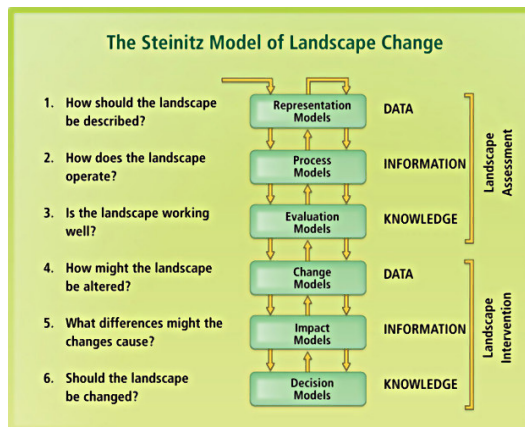 The Steinitz Model of Landscape Change
1. How should the landscape
be described?
Representation
Models
DATA
2. How does the landscape
operate?
Process
Models
INFORMATION
3. Is the landscape working
well?
Evaluation
Models
KNOWLEDGE
Landscape
Assessment
4. How might the landscape
be altered?
Change
Models
DATA
5. What differences might the
changes cause?
Impact
Models
INFORMATION
6. Should the landscape
be changed?
Decision
Models
KNOWLEDGE
Landscape
Intervention